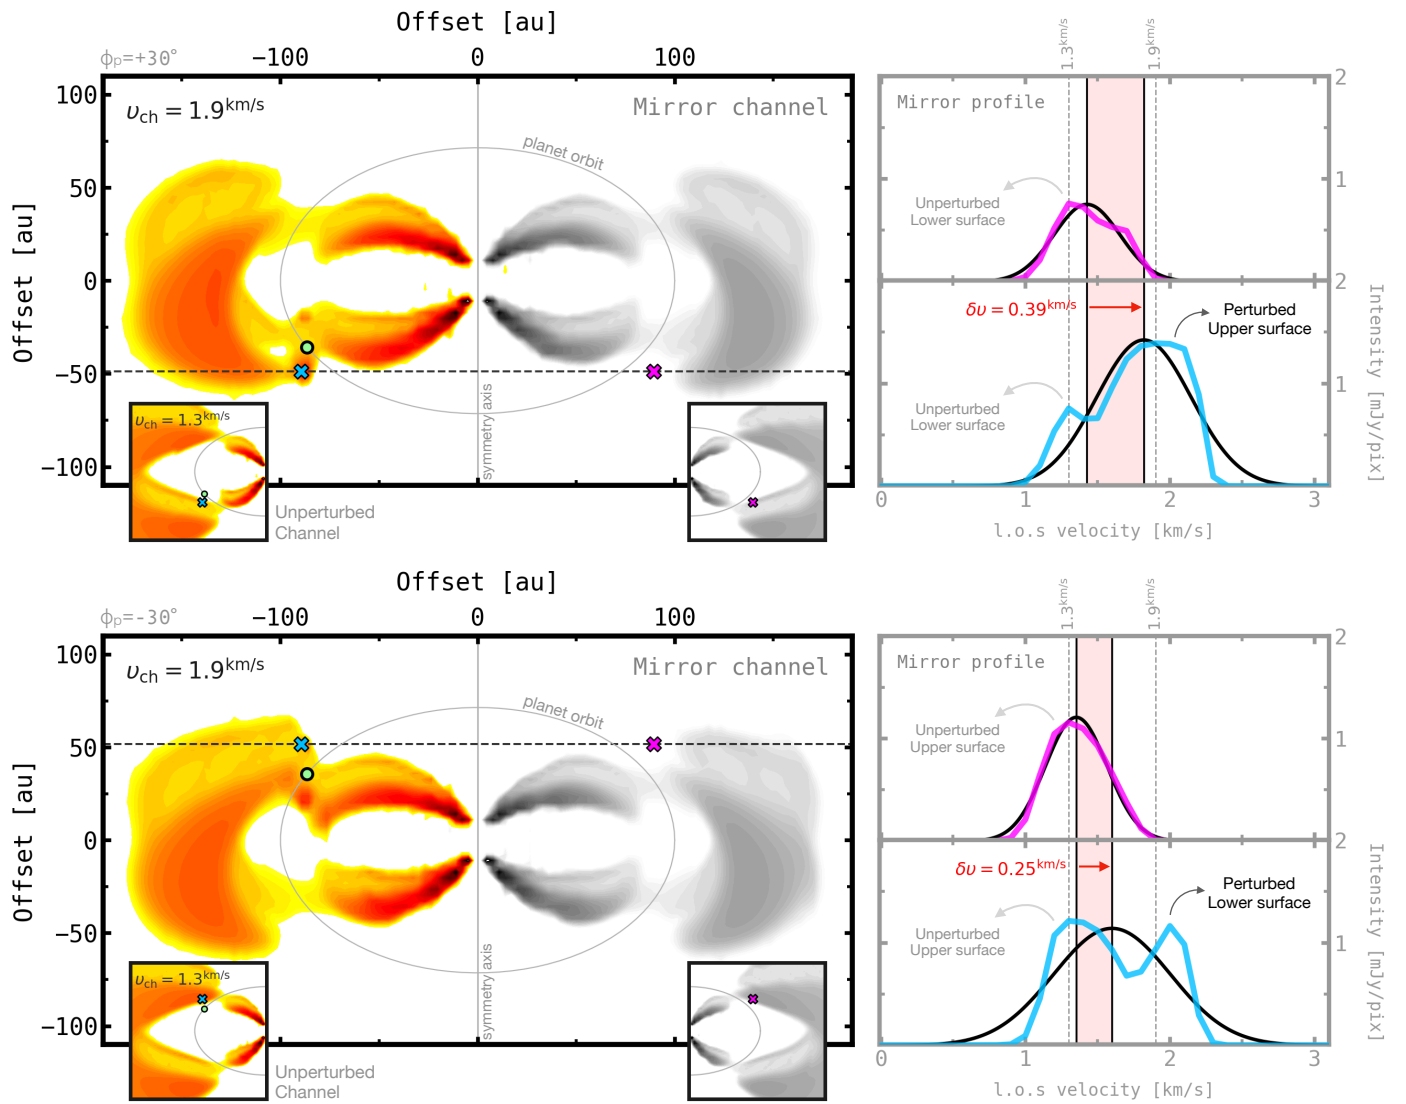 Offset [au]
ϕp=+30°
−100
0
100
1.3km/s
1.9km/s
υch = 1.9km/s
Mirror channel
planet orbit
symmetry axis
100
50
0
−50
−100
Offset [au]
υch = 1.3km/s
Unperturbed
Channel
Mirror profile
Unperturbed
Lower surface
2
1
2
1
δυ = 0.39km/s
Perturbed
Upper surface
Unperturbed
Lower surface
Intensity [mJy/pix]
0
1
2
3
l.o.s velocity [km/s]
Offset [au]
ϕp=-30°
−100
0
100
1.3km/s
1.9km/s
υch = 1.9km/s
Mirror channel
planet orbit
symmetry axis
100
50
0
−50
−100
Offset [au]
υch = 1.3km/s
Unperturbed
Channel
Mirror profile
Unperturbed
Upper surface
2
1
2
1
δυ = 0.25km/s
Perturbed
Lower surface
Unperturbed
Upper surface
Intensity [mJy/pix]
0
1
2
3
l.o.s velocity [km/s]